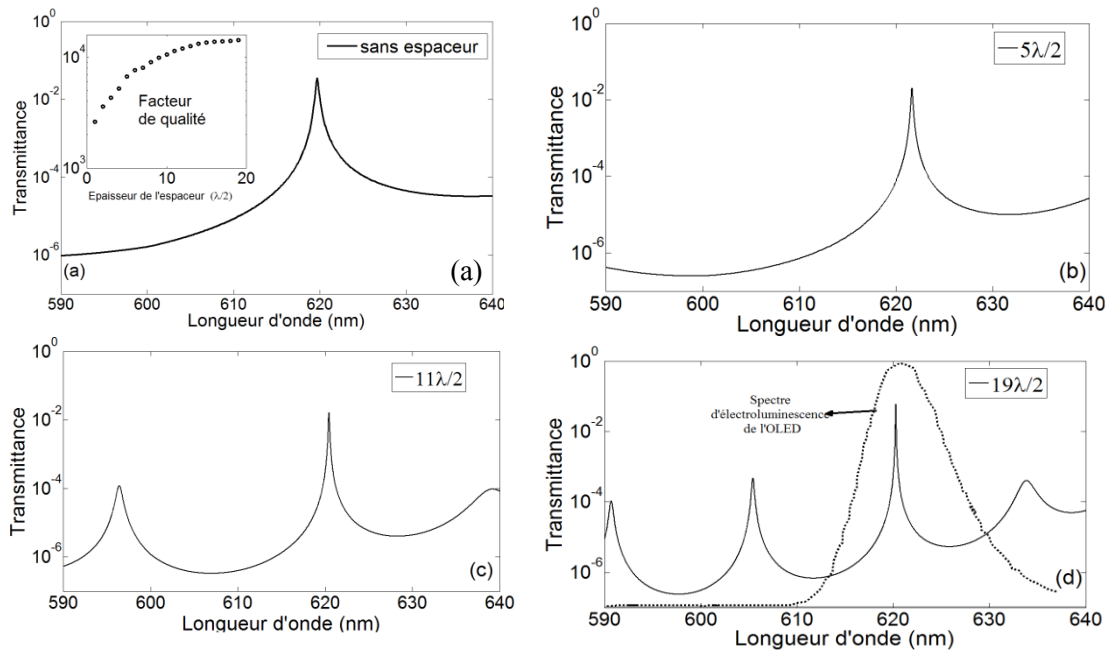 10^0
sans espaceur
10^4
Facteur
de qualité
10^-2
10^3
0 10 20
Epaisseur de l'espaceur (λ/2)
10^-4
10^-6
Transmittance
(a)
(a)
590 600 610 620 630 640
Longueur d'onde (nm)
10^0
5λ/2
10^-2
10^-4
10^-6
Transmittance
(b)
590 600 610 620 630 640
Longueur d'onde (nm)
10^0
11λ/2
10^-2
10^-4
10^-6
Transmittance
(c)
590 600 610 620 630 640
Longueur d'onde (nm)
10^0
19λ/2
Spectre
d'électroluminescence
de l'OLED
10^-2
10^-4
10^-6
Transmittance
(d)
590 600 610 620 630 640
Longueur d'onde (nm)